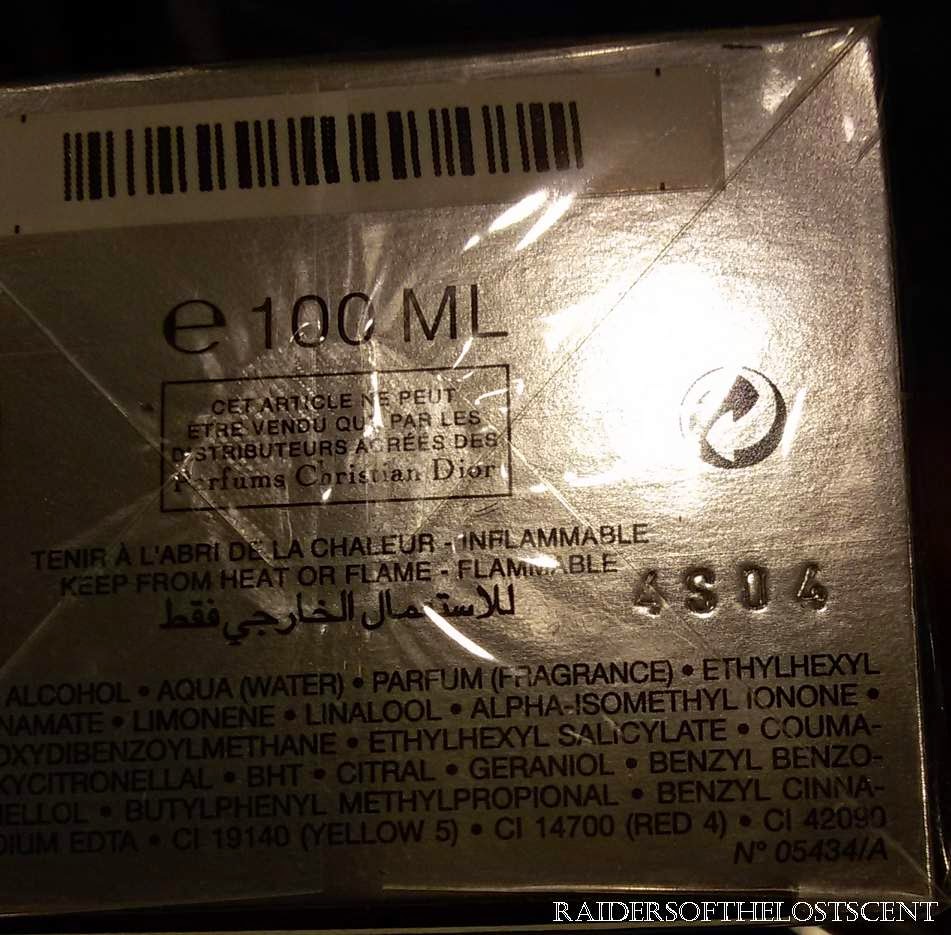 e 100 ML
CET ARTICLE NE PEUT
ETRE VENDU QUE PAR LES
DISTRIBUTEURS AGRÉES DES
Parfums Christian Dior
TENIR À L'ABRI DE LA CHALEUR - INFLAMMABLE
KEEP FROM HEAT OR FLAME - FLAMMABLE
للاستعمال الخارجي فقط
4S04
ALCOHOL • AQUA (WATER) • PARFUM (FRAGRANCE) • ETHYLHEXYL
NAMATE • LIMONENE • LINALOOL • ALPHA-ISOMETHYL IONONE •
OXYDIBENZOYLMETHANE • ETHYLHEXYL SALICYLATE • COUMA-
XYCITRONELLAL • BHT • CITRAL • GERANIOL • BENZYL BENZO-
NELLOL • BUTYLPHENYL METHYLPROPIONAL • BENZYL CINNA-
DIUM EDTA • CI 19140 (YELLOW 5) • CI 14700 (RED 4) • CI 42090
N° 05434/A
RAIDERSOFTHELOSTSCENT